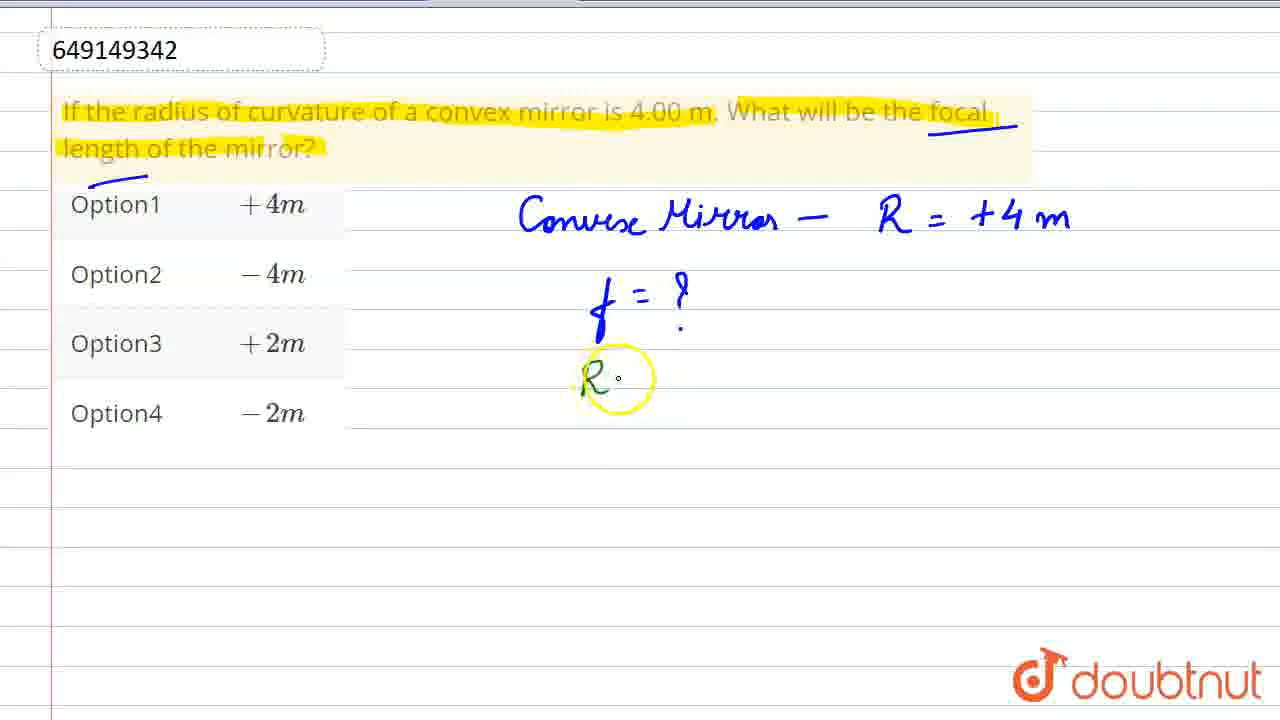 649149342
If the radius of curvature of a convex mirror is 4.00 m. What will be the focal
length of the mirror?
Option1 +4m
Option2 -4m
Option3 +2m
Option4 -2m
Convex Mirror - R = +4 m
f = ?
R
doubtnut